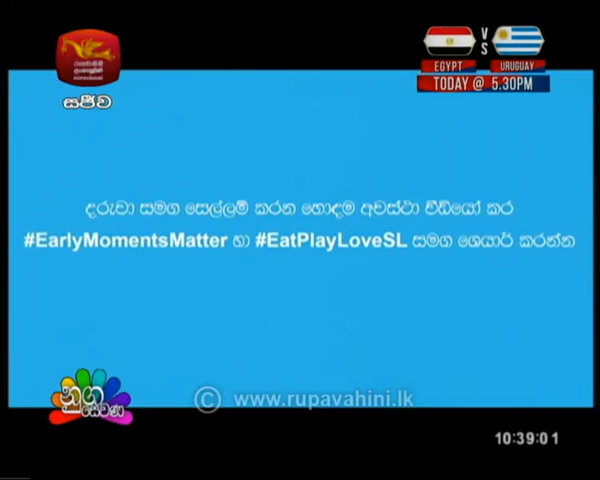 V
S
EGYPT URUGUAY
TODAY @ 5.30PM
සජීව
දරුවා සමග සෙල්ලම් කරන හොඳම අවස්ථා වීඩියෝ කර
#EarlyMomentsMatter හා #EatPlayLoveSL සමග ශෙයාර් කරන්න
නුග
සේවණ
© www.rupavahini.lk
10:39:01